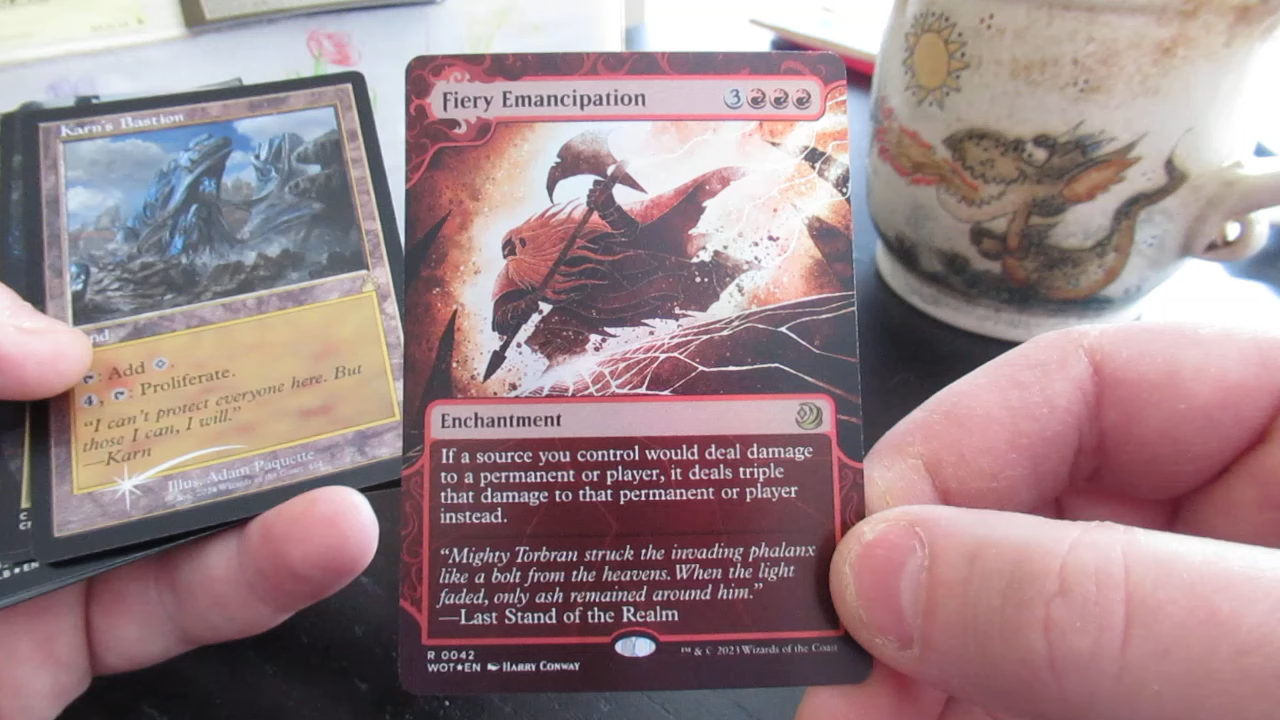 Karn's Bastion
nd
: Add
4, : Proliferate.
"I can't protect everyone here. But
those I can, I will."
—Karn
Illus. Adam Paquette
Fiery Emancipation
3
Enchantment
If a source you control would deal damage
to a permanent or player, it deals triple
that damage to that permanent or player
instead.
"Mighty Torbran struck the invading phalanx
like a bolt from the heavens. When the light
faded, only ash remained around him."
—Last Stand of the Realm
R 0042
WOT★EN HARRY CONWAY
™ & © 2023 Wizards of the Coast